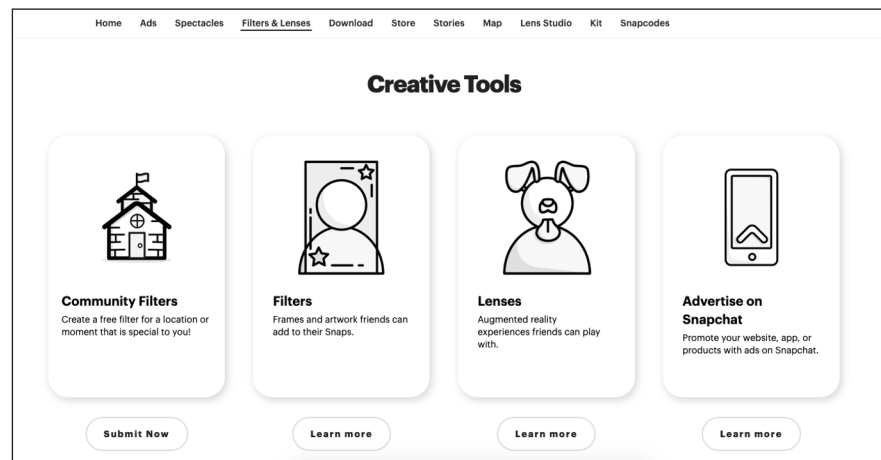 Home Ads Spectacles Filters & Lenses Download Store Stories Map Lens Studio Kit Snapcodes
Creative Tools
Community Filters
Create a free filter for a location or
moment that is special to you!
Submit Now
Filters
Frames and artwork friends can
add to their Snaps.
Learn more
Lenses
Augmented reality
experiences friends can play
with.
Learn more
Advertise on
Snapchat
Promote your website, app, or
products with ads on Snapchat.
Learn more